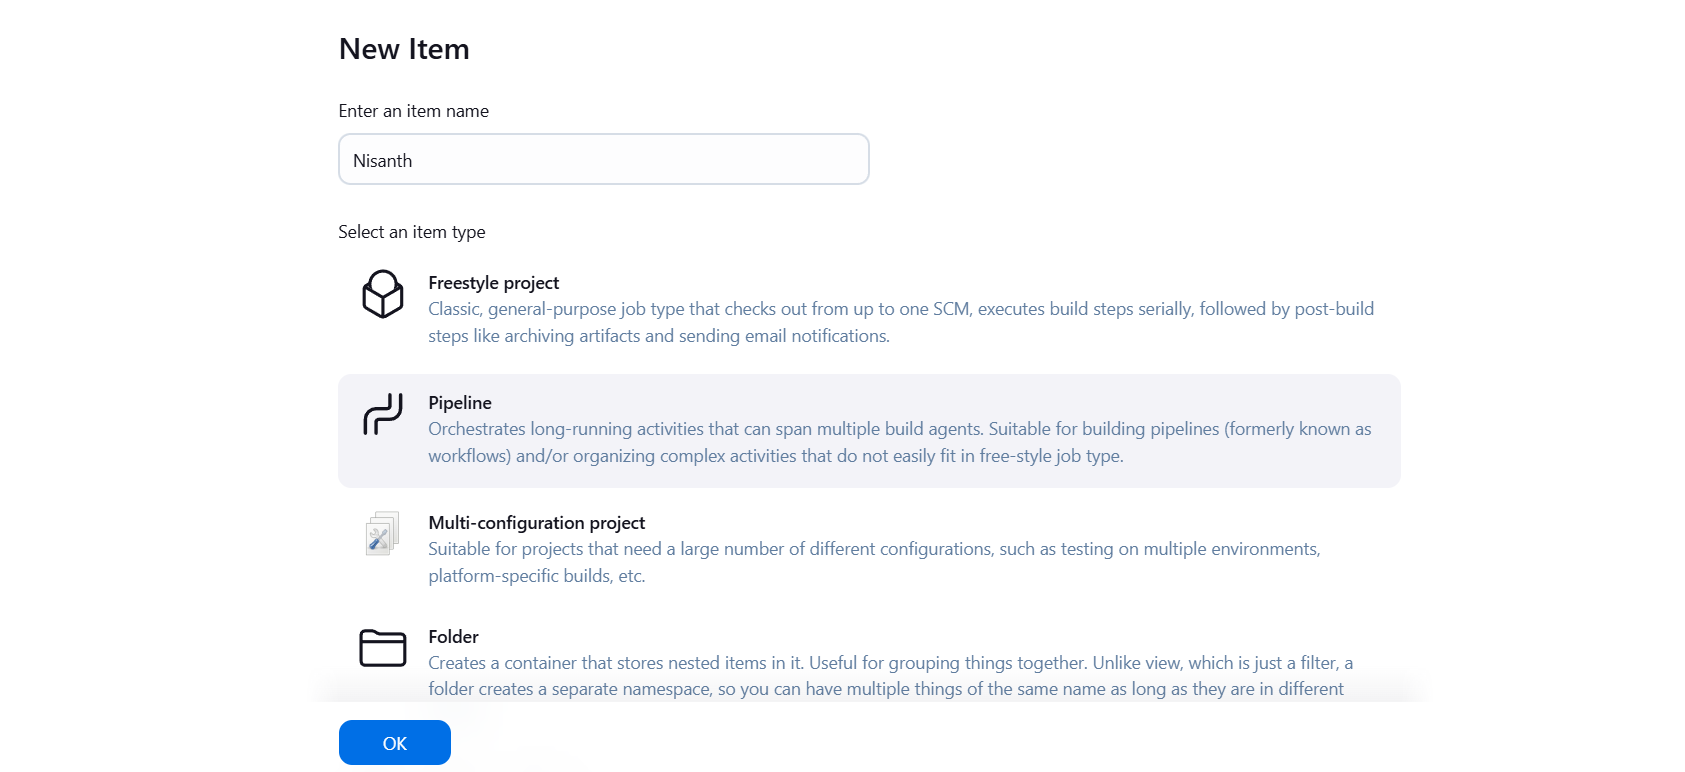 New Item
Enter an item name
Nisanth
Select an item type
Freestyle project
Classic, general-purpose job type that checks out from up to one SCM, executes build steps serially, followed by post-build
steps like archiving artifacts and sending email notifications.
Pipeline
Orchestrates long-running activities that can span multiple build agents. Suitable for building pipelines (formerly known as
workflows) and/or organizing complex activities that do not easily fit in free-style job type.
Multi-configuration project
Suitable for projects that need a large number of different configurations, such as testing on multiple environments,
platform-specific builds, etc.
Folder
Creates a container that stores nested items in it. Useful for grouping things together. Unlike view, which is just a filter, a
folder creates a separate namespace, so you can have multiple things of the same name as long as they are in different
OK